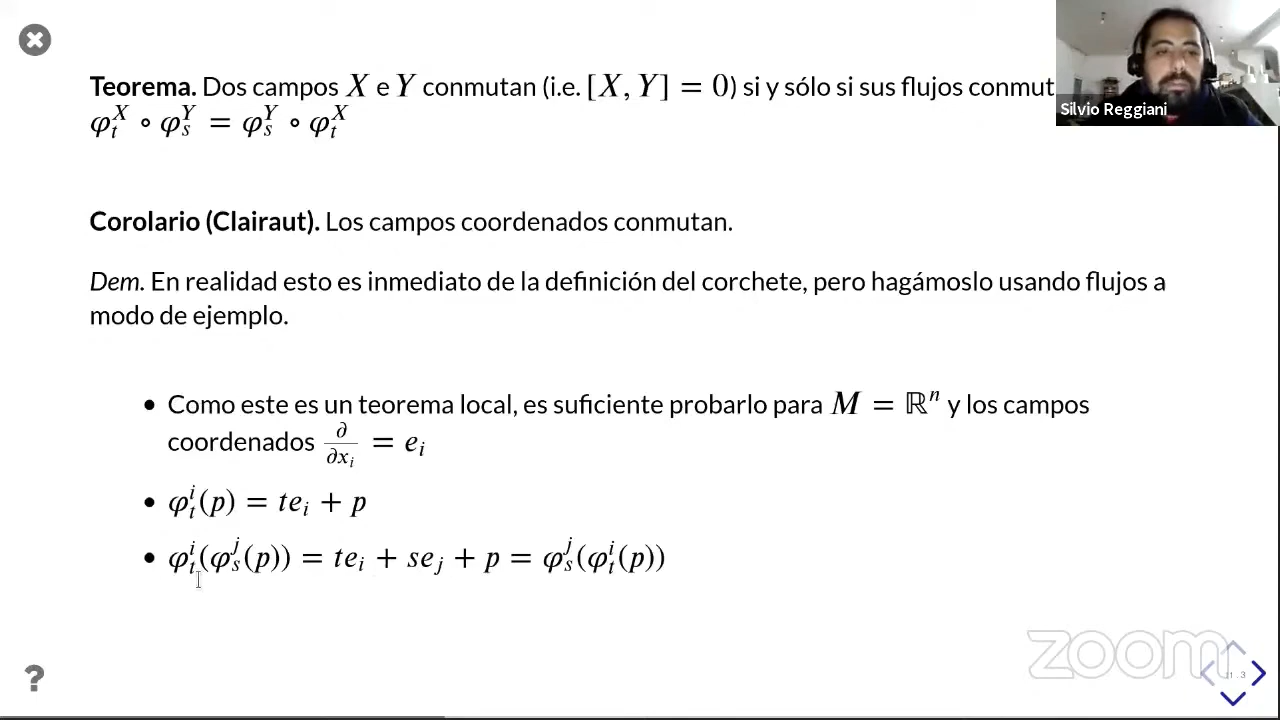 Teorema. Dos campos X e Y conmutan (i.e. [X, Y] = 0) si y sólo si sus flujos conmut
φ_t^X ∘ φ_s^Y = φ_s^Y ∘ φ_t^X
Silvio Reggiani
Corolario (Clairaut). Los campos coordenados conmutan.
Dem. En realidad esto es inmediato de la definición del corchete, pero hagámoslo usando flujos a
modo de ejemplo.
• Como este es un teorema local, es suficiente probarlo para M = ℝⁿ y los campos
coordenados ∂/∂x_i = e_i
• φ_t^i(p) = te_i + p
• φ_t^i(φ_s^j(p)) = te_i + se_j + p = φ_s^j(φ_t^i(p))
zoom
?